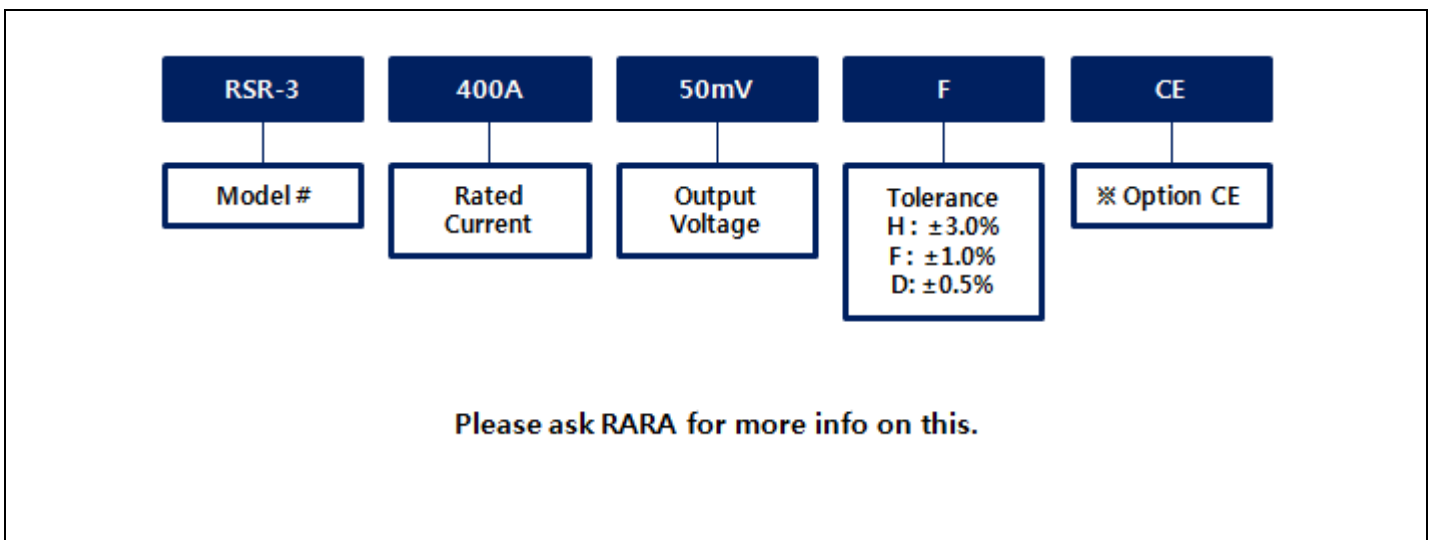 RSR-3
400A
50mV
F
CE
Model #
Rated
Current
Output
Voltage
Tolerance
H : ±3.0%
F : ±1.0%
D: ±0.5%
※ Option CE
Please ask RARA for more info on this.